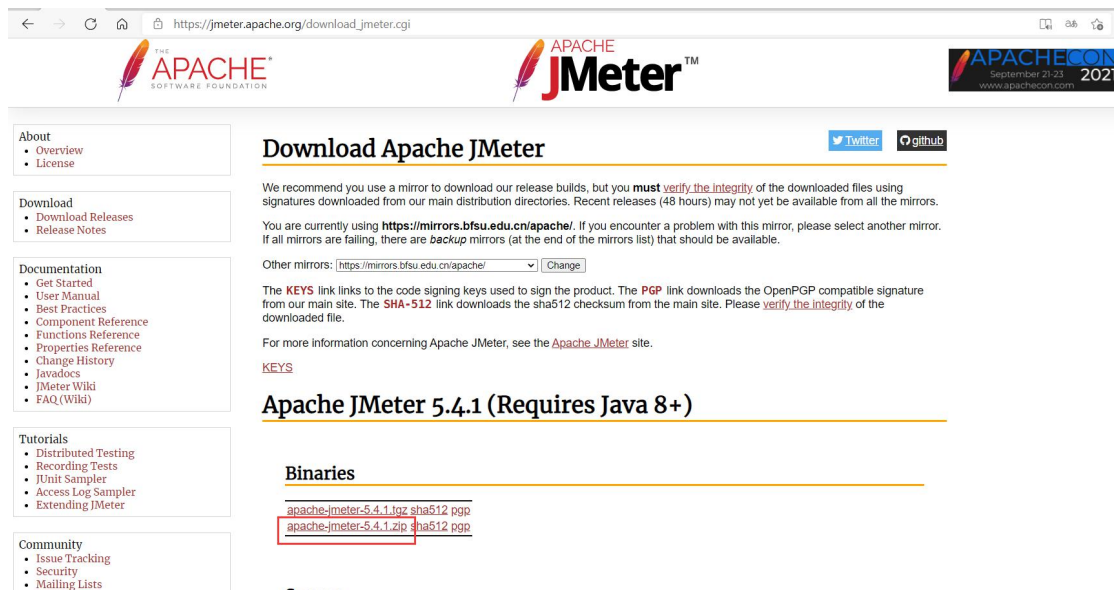 https://jmeter.apache.org/download_jmeter.cgi
THE
APACHE
SOFTWARE FOUNDATION
APACHE
JMeter™
APACHECON
September 21-23 2021
www.apachecon.com
About
• Overview
• License
Download
• Download Releases
• Release Notes
Documentation
• Get Started
• User Manual
• Best Practices
• Component Reference
• Functions Reference
• Properties Reference
• Change History
• Javadocs
• JMeter Wiki
• FAQ (Wiki)
Tutorials
• Distributed Testing
• Recording Tests
• JUnit Sampler
• Access Log Sampler
• Extending JMeter
Community
• Issue Tracking
• Security
• Mailing Lists
Download Apache JMeter
Twitter
github
We recommend you use a mirror to download our release builds, but you must verify the integrity of the downloaded files using
signatures downloaded from our main distribution directories. Recent releases (48 hours) may not yet be available from all the mirrors.
You are currently using https://mirrors.bfsu.edu.cn/apache/. If you encounter a problem with this mirror, please select another mirror.
If all mirrors are failing, there are backup mirrors (at the end of the mirrors list) that should be available.
Other mirrors: https://mirrors.bfsu.edu.cn/apache/ Change
The KEYS link links to the code signing keys used to sign the product. The PGP link downloads the OpenPGP compatible signature
from our main site. The SHA-512 link downloads the sha512 checksum from the main site. Please verify the integrity of the
downloaded file.
For more information concerning Apache JMeter, see the Apache JMeter site.
KEYS
Apache JMeter 5.4.1 (Requires Java 8+)
Binaries
apache-jmeter-5.4.1.tgz sha512 pgp
apache-jmeter-5.4.1.zip sha512 pgp